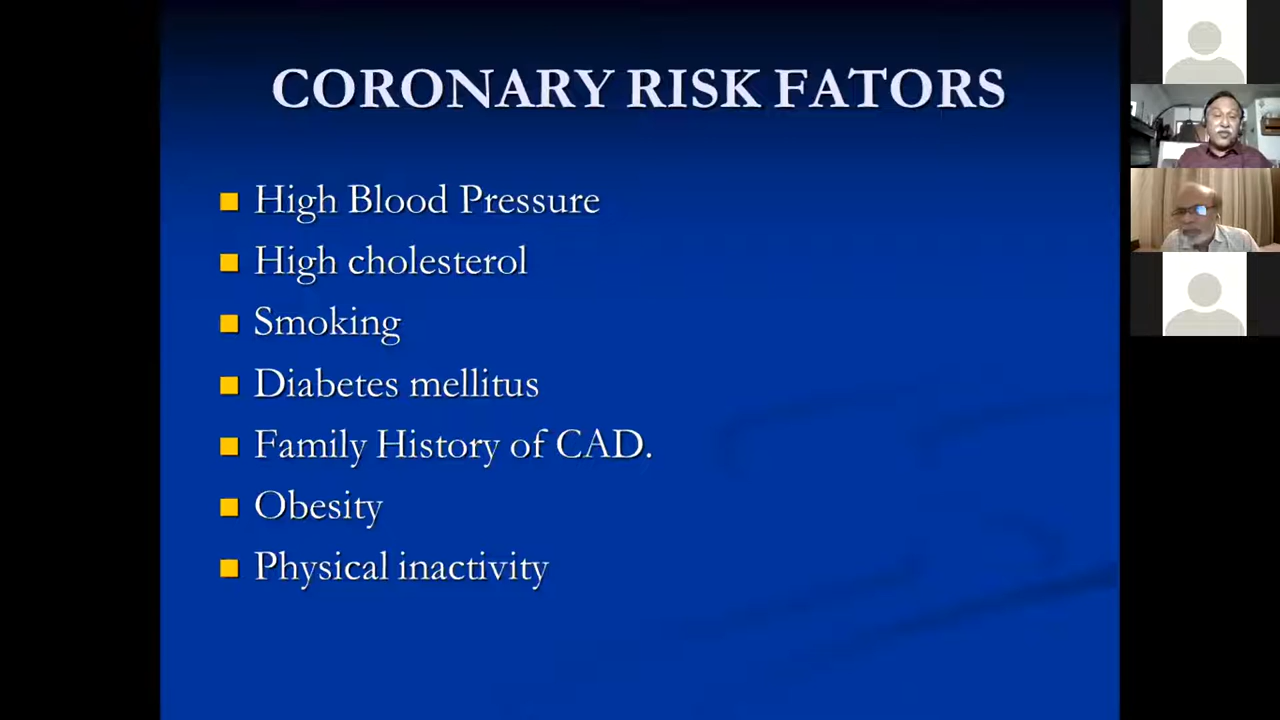 CORONARY RISK FATORS
High Blood Pressure
High cholesterol
Smoking
Diabetes mellitus
Family History of CAD.
Obesity
Physical inactivity